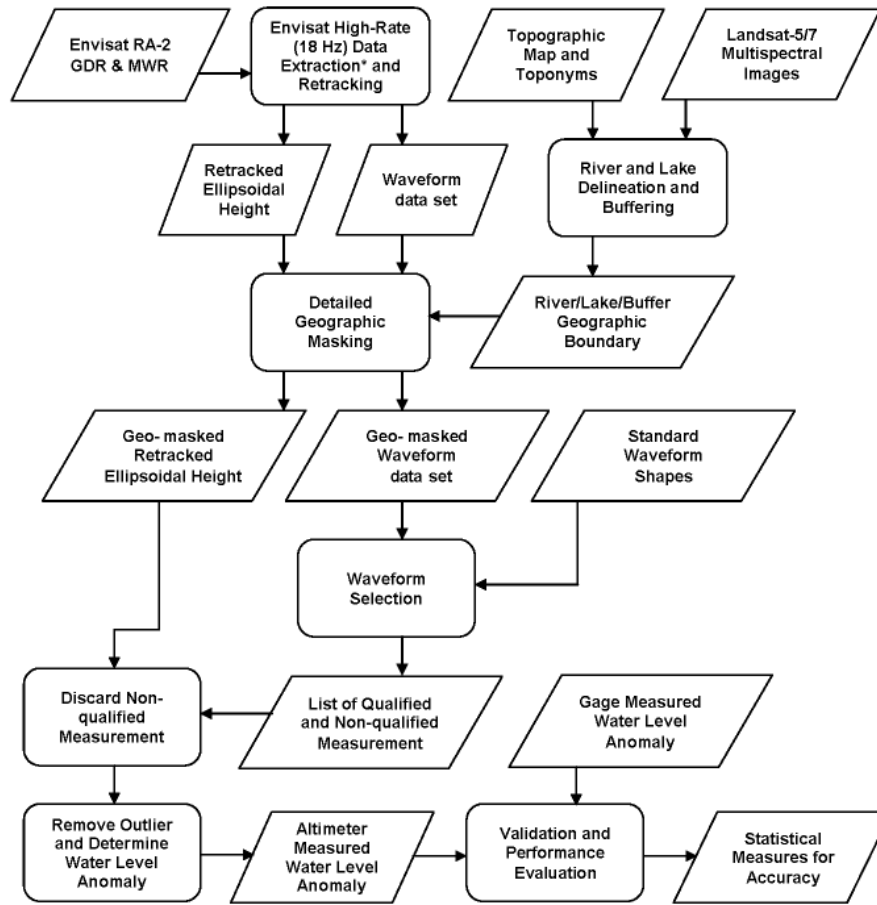 Envisat RA-2
GDR & MWR
Envisat High-Rate
(18 Hz) Data
Extraction* and
Retracking
Topographic
Map and
Toponyms
Landsat-5/7
Multispectral
Images
Retracked
Ellipsoidal
Height
Waveform
data set
River and Lake
Delineation and
Buffering
Detailed
Geographic
Masking
River/Lake/Buffer
Geographic
Boundary
Geo- masked
Retracked
Ellipsoidal Height
Geo- masked
Waveform
data set
Standard
Waveform
Shapes
Waveform
Selection
Discard Non-
qualified
Measurement
List of Qualified
and Non-qualified
Measurement
Gage Measured
Water Level
Anomaly
Remove Outlier
and Determine
Water Level
Anomaly
Altimeter
Measured
Water Level
Anomaly
Validation and
Performance
Evaluation
Statistical
Measures for
Accuracy